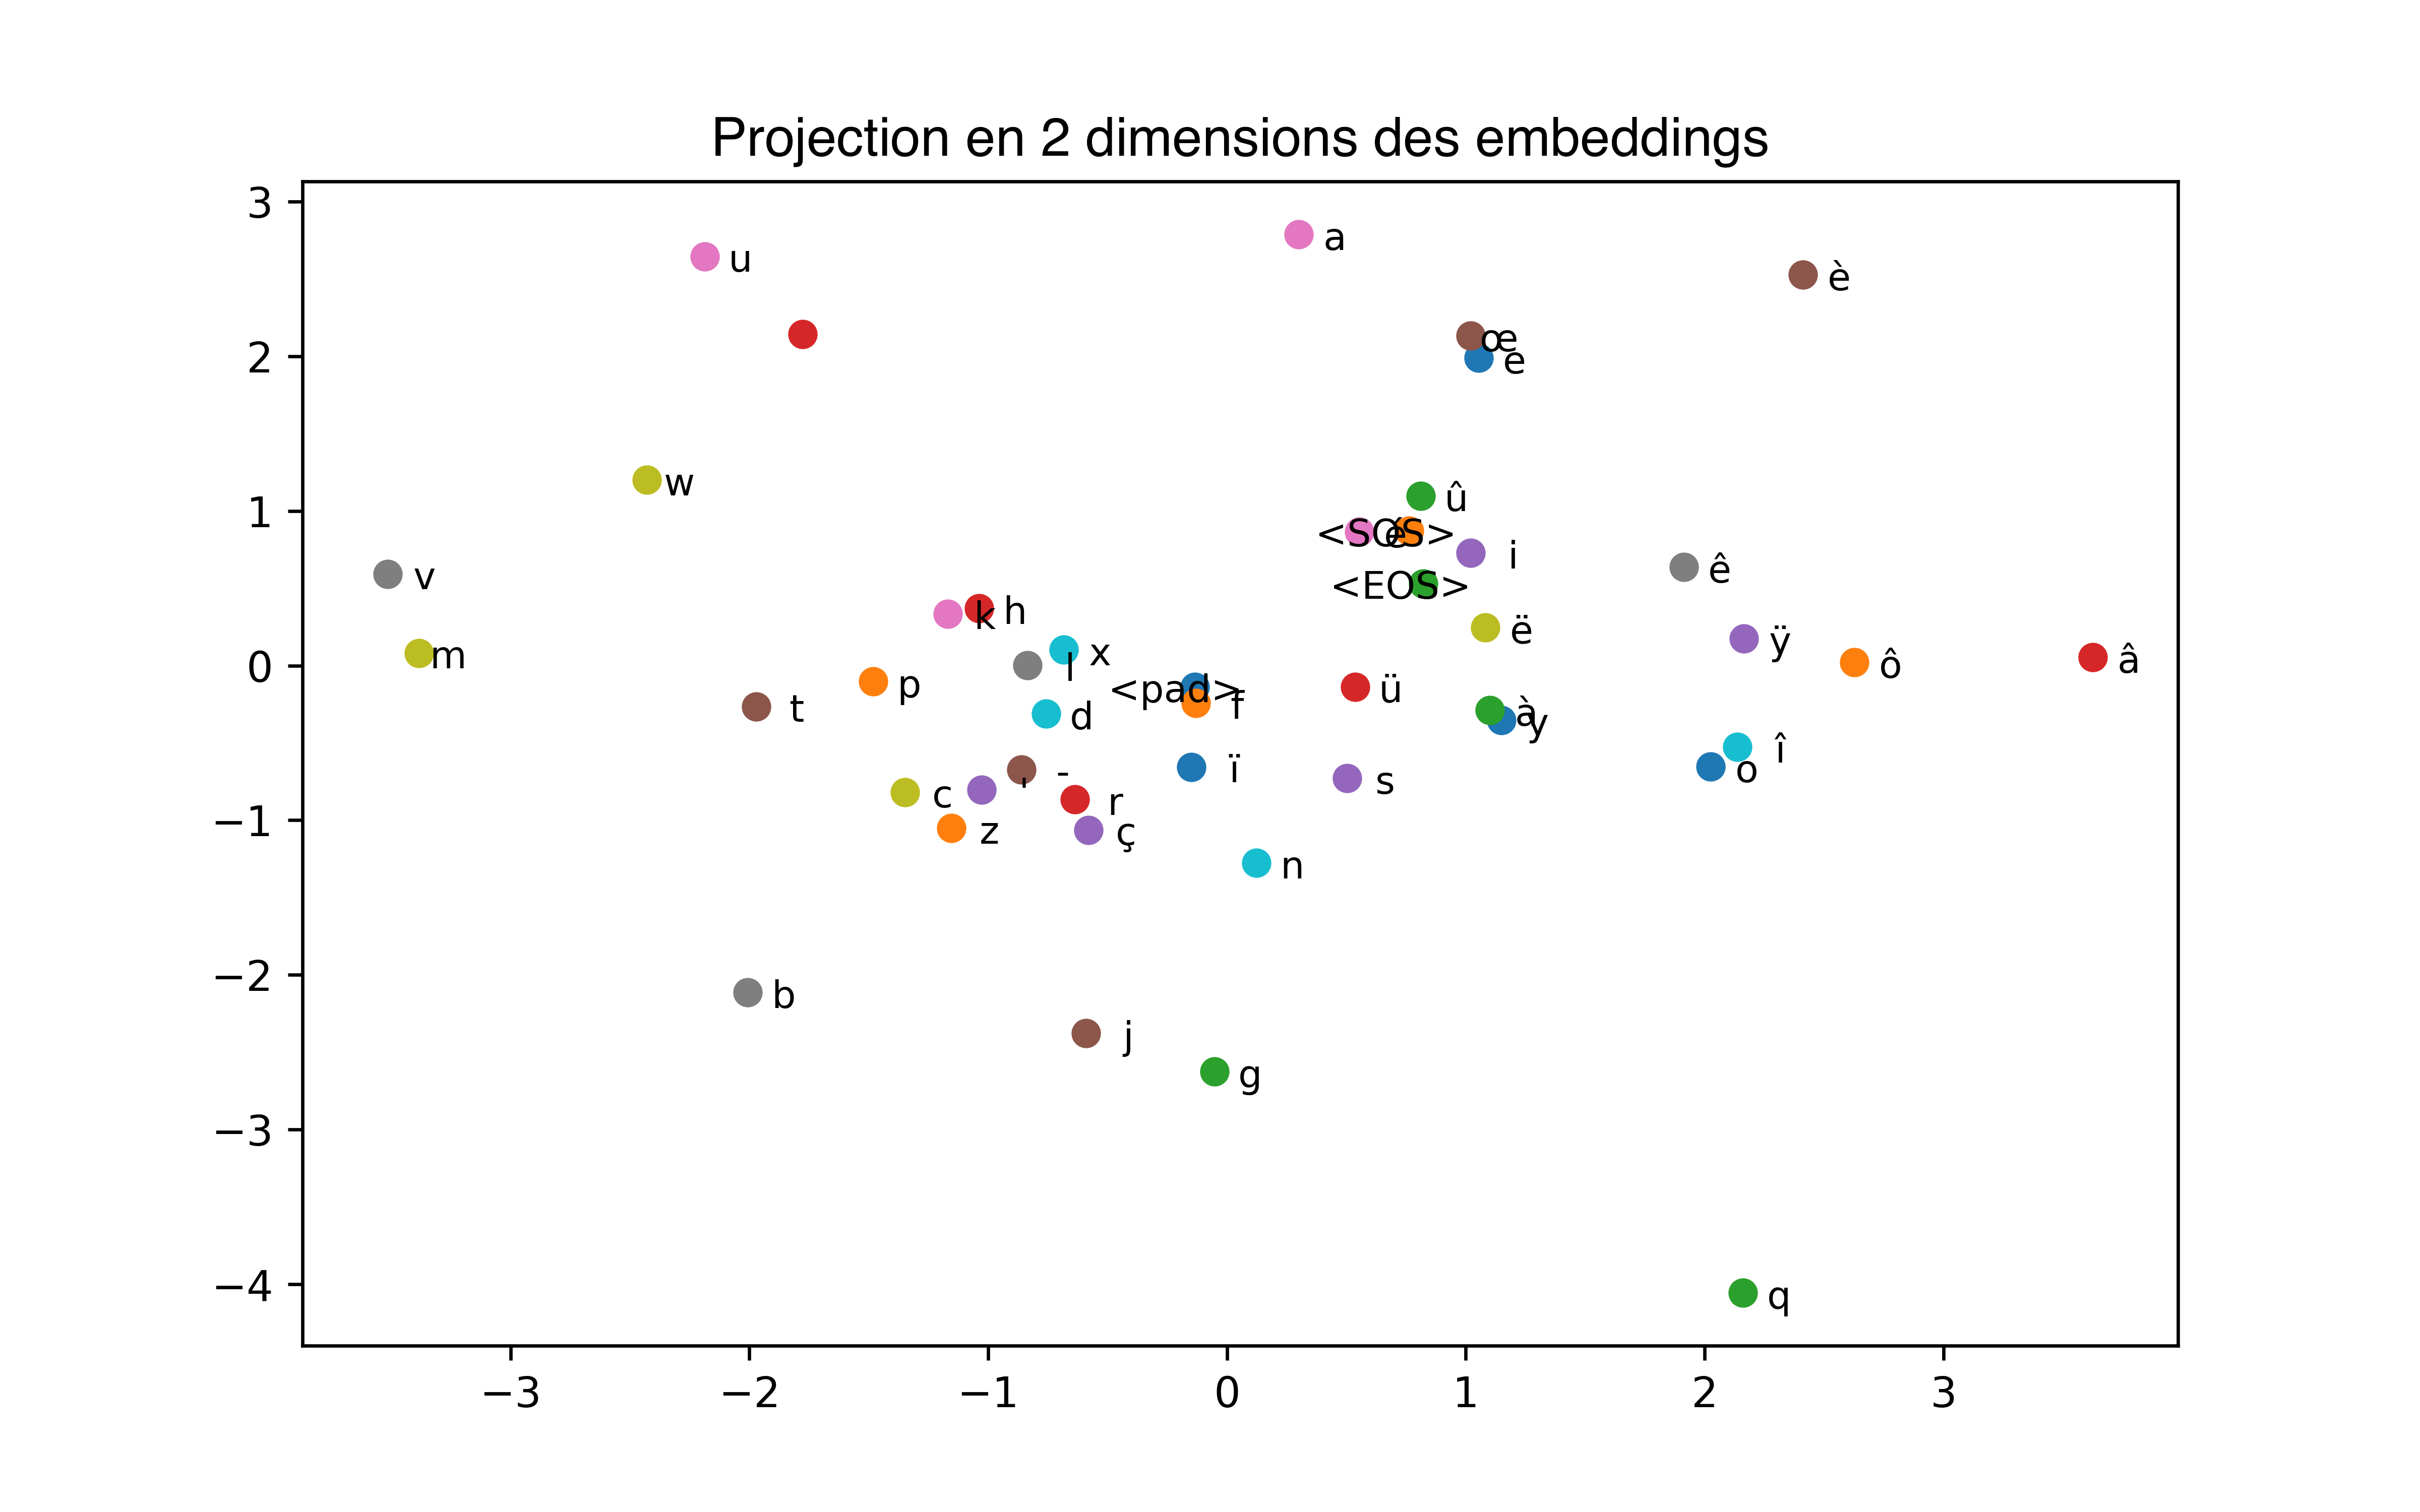 Projection en 2 dimensions des embeddings
3
2
1
0
−1
−2
−3
−4
u
a
è
œ
e
w
û
<SOS>
é
i
ê
v
<EOS>
h
k
ë
ÿ
m
x
l
ô
â
p
<pad>
ü
t
f
d
à
y
î
-
ï
o
s
c
'
r
z
ç
n
b
j
g
q
−3
−2
−1
0
1
2
3